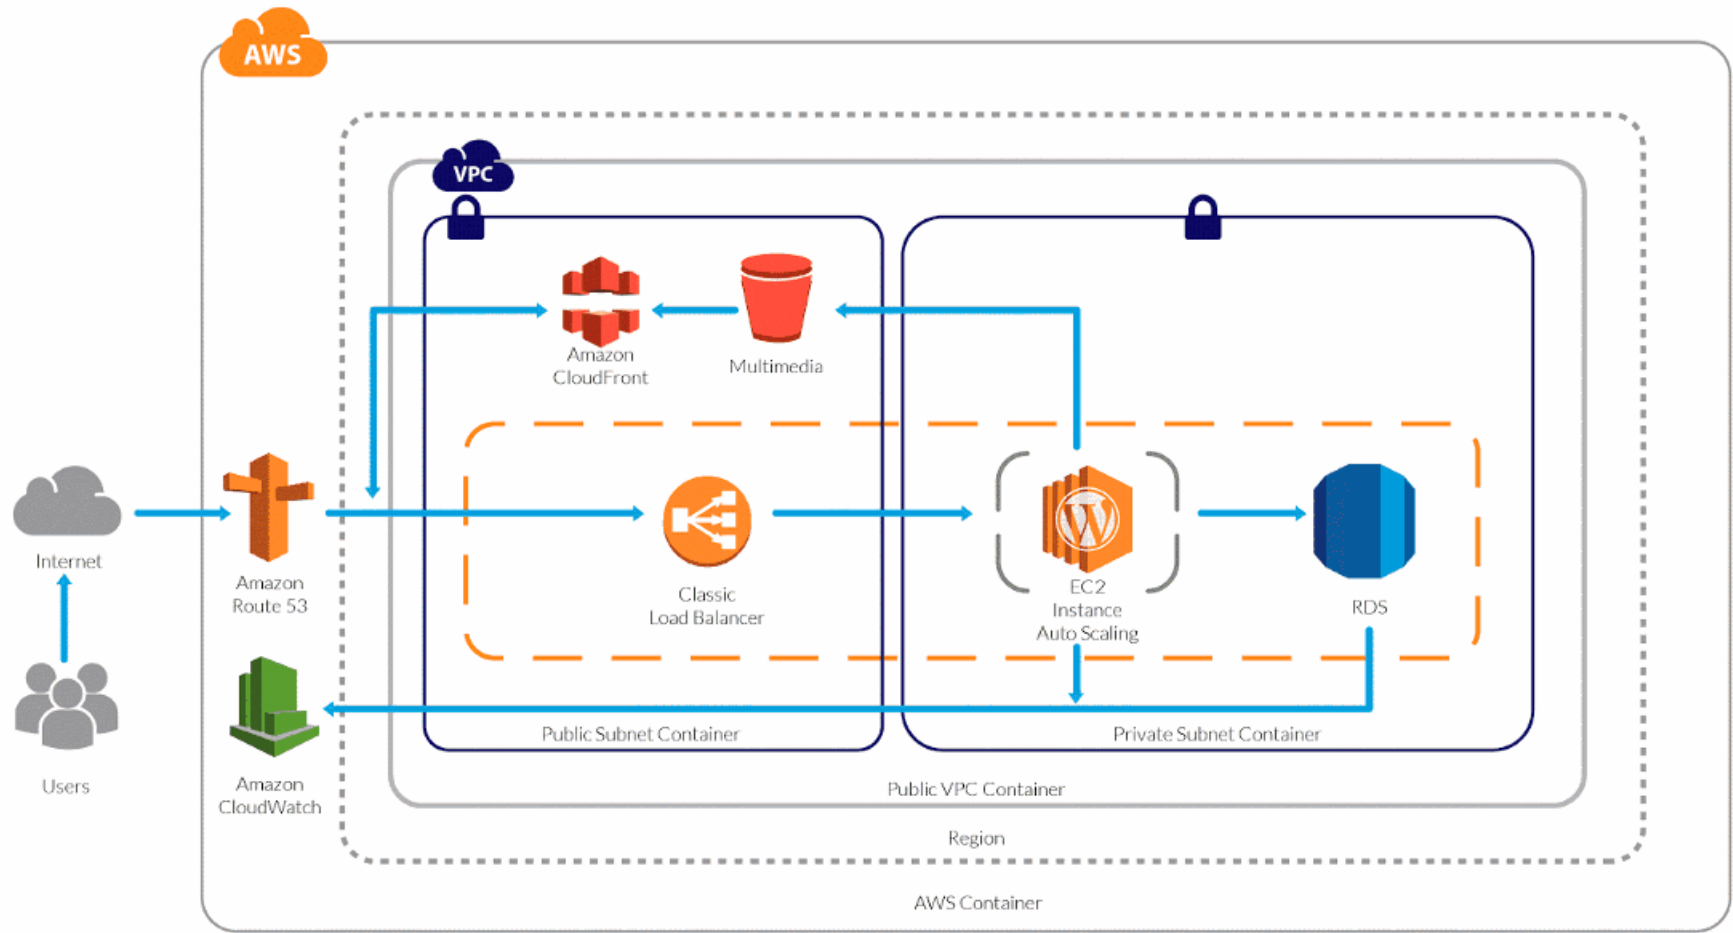 AWS
VPC
Amazon
CloudFront
Multimedia
Internet
Amazon
Route 53
Classic
Load Balancer
EC2
Instance
Auto Scaling
RDS
Users
Amazon
CloudWatch
Public Subnet Container
Private Subnet Container
Public VPC Container
Region
AWS Container